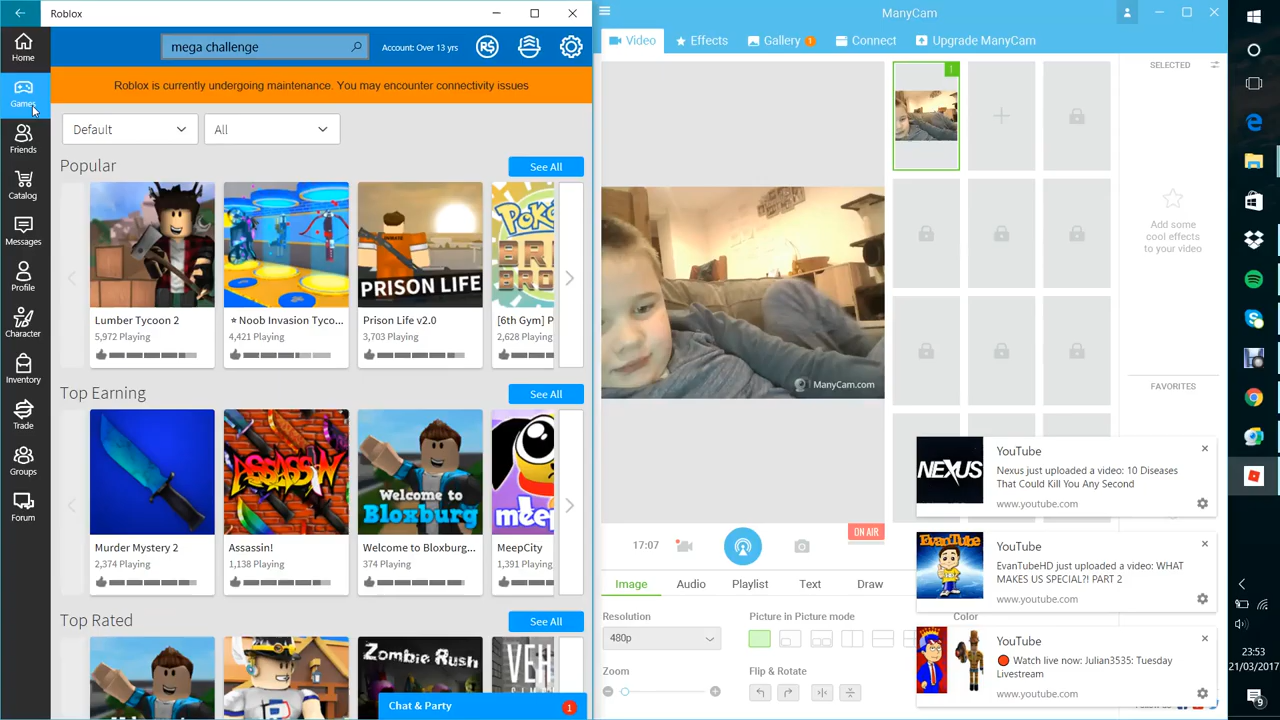 Roblox
Home
Games
Friends
Catalog
Messages
Profile
Character
Inventory
Trade
Groups
Forum
mega challenge
Account: Over 13 yrs
R$
Roblox is currently undergoing maintenance. You may encounter connectivity issues
Default
All
Popular
See All
PRISON LIFE
Lumber Tycoon 2
Noob Invasion Tyco...
Prison Life v2.0
[6th Gym] P
5,972 Playing
4,421 Playing
3,703 Playing
2,628 Playing
Top Earning
See All
ASSASSIN
Welcome to
Bloxburg
meep
Murder Mystery 2
Assassin!
Welcome to Bloxburg...
MeepCity
2,374 Playing
1,138 Playing
374 Playing
1,391 Playing
Top Rated
See All
Zombie Rush
VEH
Chat & Party
1
ManyCam
Video
Effects
Gallery
1
Connect
Upgrade ManyCam
1
ManyCam.com
SELECTED
Add some
cool effects
to your video
FAVORITES
17:07
ON AIR
Image
Audio
Playlist
Text
Draw
Resolution
480p
Picture in Picture mode
Color
Zoom
Flip & Rotate
NEXUS
YouTube
Nexus just uploaded a video: 10 Diseases
That Could Kill You Any Second
www.youtube.com
EVANTUBE
YouTube
EvanTubeHD just uploaded a video: WHAT
MAKES US SPECIAL?! PART 2
www.youtube.com
YouTube
Watch live now: Julian3535: Tuesday
Livestream
www.youtube.com
23:53
21/03/2017
9